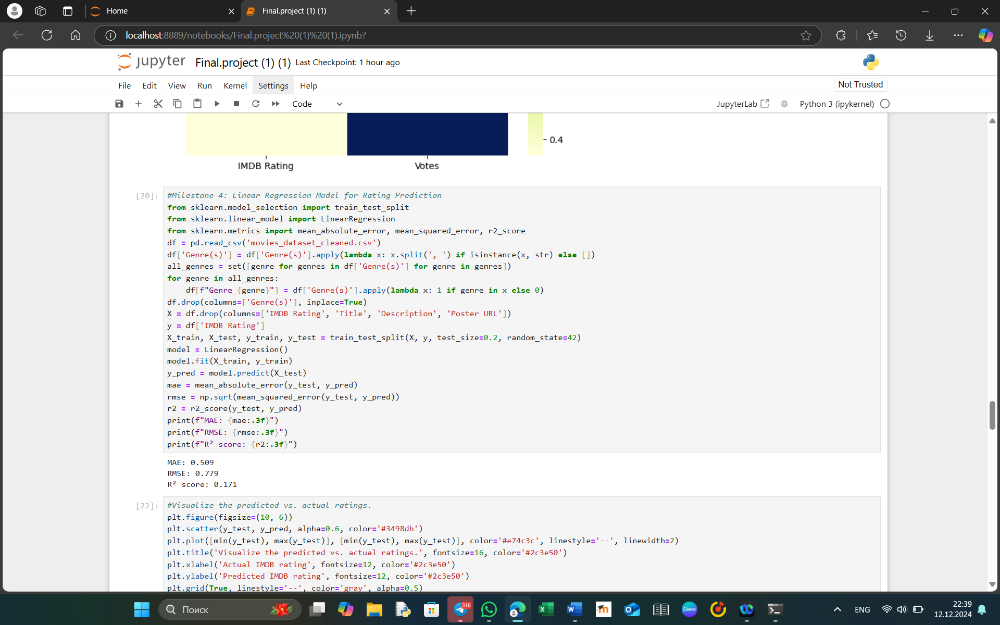 Home
Final.project (1) (1)
localhost:8889/notebooks/Final.project%20(1)%20(1).ipynb?
jupyter Final.project (1) (1) Last Checkpoint: 1 hour ago
File Edit View Run Kernel Settings Help
Not Trusted
Code
JupyterLab
Python 3 (ipykernel)
0.4
IMDB Rating Votes
[20]:
#Milestone 4: Linear Regression Model for Rating Prediction
from sklearn.model_selection import train_test_split
from sklearn.linear_model import LinearRegression
from sklearn.metrics import mean_absolute_error, mean_squared_error, r2_score
df = pd.read_csv('movies_dataset_cleaned.csv')
df['Genre(s)'] = df['Genre(s)'].apply(lambda x: x.split(', ') if isinstance(x, str) else [])
all_genres = set([genre for genres in df['Genre(s)'] for genre in genres])
for genre in all_genres:
    df[f"Genre_{genre}"] = df['Genre(s)'].apply(lambda x: 1 if genre in x else 0)
df.drop(columns=['Genre(s)'], inplace=True)
X = df.drop(columns=['IMDB Rating', 'Title', 'Description', 'Poster URL'])
y = df['IMDB Rating']
X_train, X_test, y_train, y_test = train_test_split(X, y, test_size=0.2, random_state=42)
model = LinearRegression()
model.fit(X_train, y_train)
y_pred = model.predict(X_test)
mae = mean_absolute_error(y_test, y_pred)
rmse = np.sqrt(mean_squared_error(y_test, y_pred))
r2 = r2_score(y_test, y_pred)
print(f"MAE: {mae:.3f}")
print(f"RMSE: {rmse:.3f}")
print(f"R² score: {r2:.3f}")
MAE: 0.509
RMSE: 0.779
R² score: 0.171
[22]:
#Visualize the predicted vs. actual ratings.
plt.figure(figsize=(10, 6))
plt.scatter(y_test, y_pred, alpha=0.6, color='#3498db')
plt.plot([min(y_test), max(y_test)], [min(y_test), max(y_test)], color='#e74c3c', linestyle='--', linewidth=2)
plt.title('Visualize the predicted vs. actual ratings.', fontsize=16, color='#2c3e50')
plt.xlabel('Actual IMDB rating', fontsize=12, color='#2c3e50')
plt.ylabel('Predicted IMDB rating', fontsize=12, color='#2c3e50')
plt.grid(True, linestyle='--', color='gray', alpha=0.5)
Поиск
316
Canva
ENG
22:39
12.12.2024